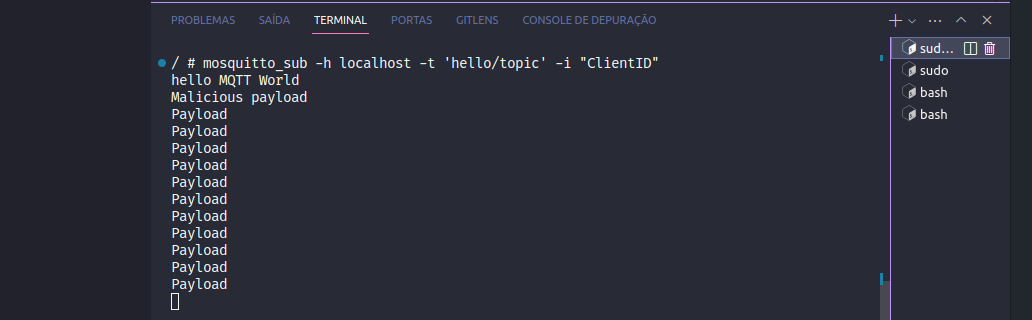 PROBLEMAS SAÍDA TERMINAL PORTAS GITLENS CONSOLE DE DEPURAÇÃO
/ # mosquitto_sub -h localhost -t 'hello/topic' -i "ClientID"
hello MQTT World
Malicious payload
Payload
Payload
Payload
Payload
Payload
Payload
Payload
Payload
Payload
Payload
Payload
sud...
sudo
bash
bash